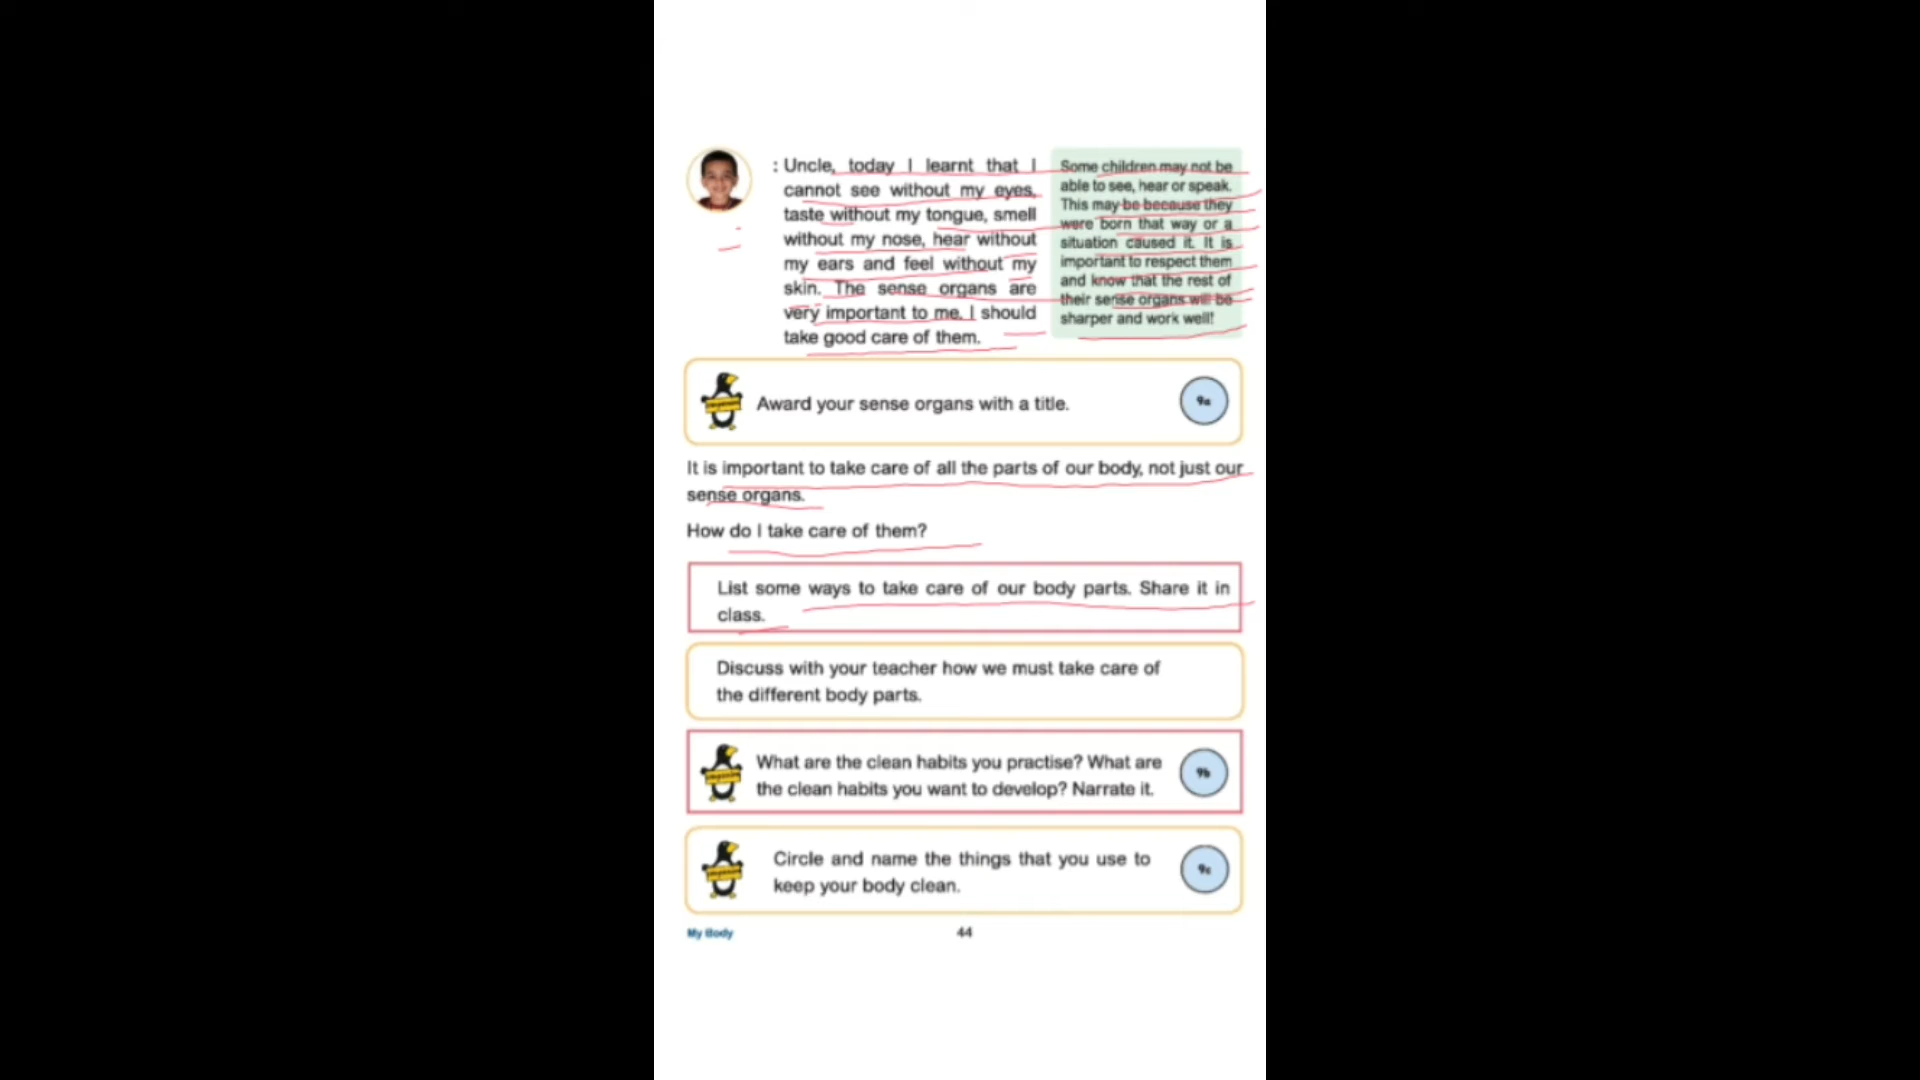 : Uncle, today I learnt that I
cannot see without my eyes,
taste without my tongue, smell
without my nose, hear without
my ears and feel without my
skin. The sense organs are
very important to me. I should
take good care of them.
Some children may not be
able to see, hear or speak.
This may be because they
were born that way or a
situation caused it. It is
important to respect them
and know that the rest of
their sense organs will be
sharper and work well!
Award your sense organs with a title.
9a
It is important to take care of all the parts of our body, not just our
sense organs.
How do I take care of them?
List some ways to take care of our body parts. Share it in
class.
Discuss with your teacher how we must take care of
the different body parts.
What are the clean habits you practise? What are
the clean habits you want to develop? Narrate it.
9b
Circle and name the things that you use to
keep your body clean.
9c
My Body
44